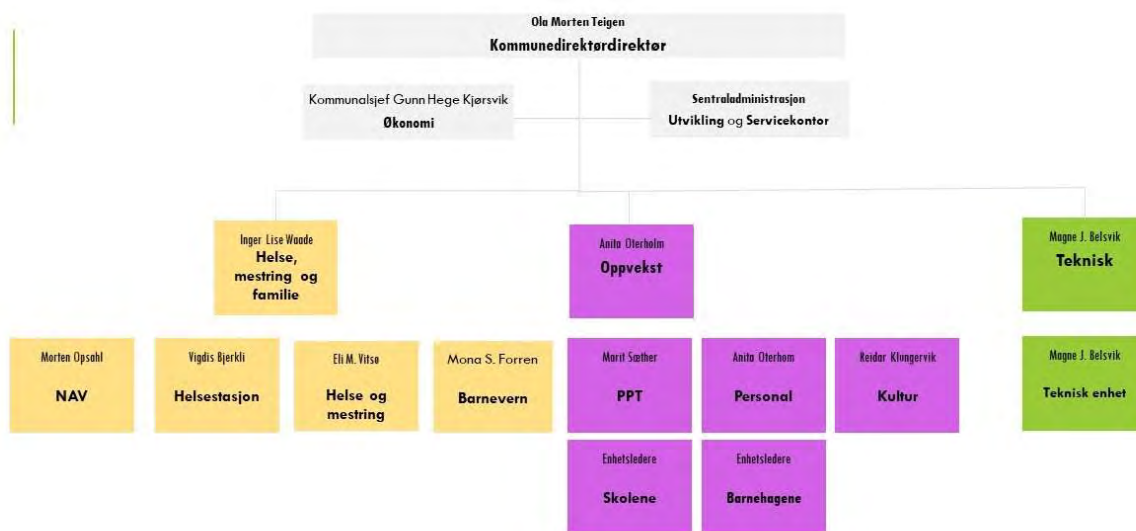 Ola Morten Teigen
Kommunedirektørdirektør
Kommunalsjef Gunn Hege Kjørsvik
Økonomi
Sentraladministrasjon
Utvikling og Servicekontor
Inger Lise Waade
Helse,
mestring og
familie
Anita Oterholm
Oppvekst
Magne J. Belsvik
Teknisk
Morten Opsahl
NAV
Vigdis Bjerkli
Helsestasjon
Eli M. Vitsø
Helse og
mestring
Mona S. Forren
Barnevern
Marit Sæther
PPT
Anita Oterhom
Personal
Reidar Klungervik
Kultur
Magne J. Belsvik
Teknisk enhet
Enhetsledere
Skolene
Enhetsledere
Barnehagene